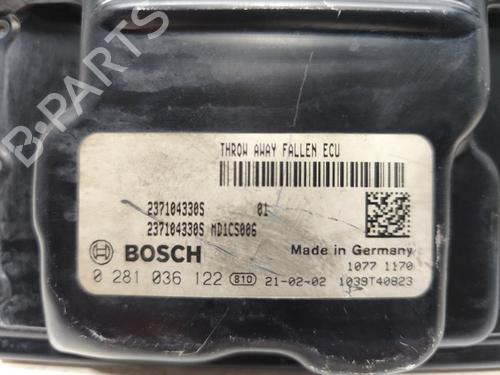 THROW AWAY FALLEN ECU
237104330S 01
237104330S MD1CS006
BOSCH Made in Germany
0 281 036 122 810 21-02-02 1077 1170
1039T40823
B PARTS